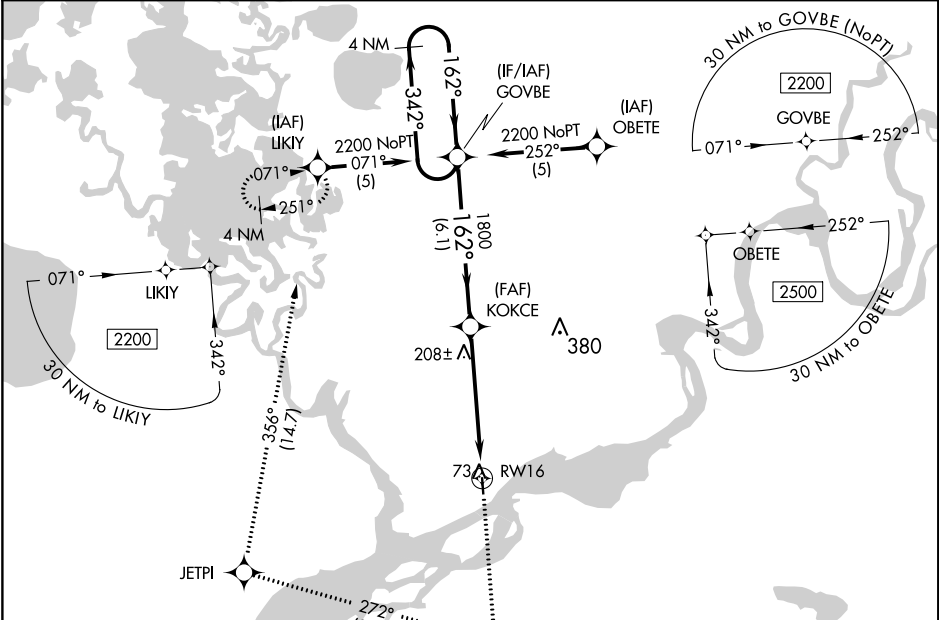 30 NM to GOVBE (NoPT)
2200
GOVBE
071°
252°
4 NM
162°
342°
(IF/IAF)
GOVBE
(IAF)
OBETE
2200 NoPT
252°
(5)
(IAF)
LIKIY
2200 NoPT
071°
(5)
071°
251°
4 NM
1800
162°
(6.1)
252°
OBETE
2500
342°
30 NM to OBETE
071°
LIKIY
2200
342°
30 NM to LIKIY
(FAF)
KOKCE
208±
380
356°
(14.7)
73
RW16
JETPI
272°